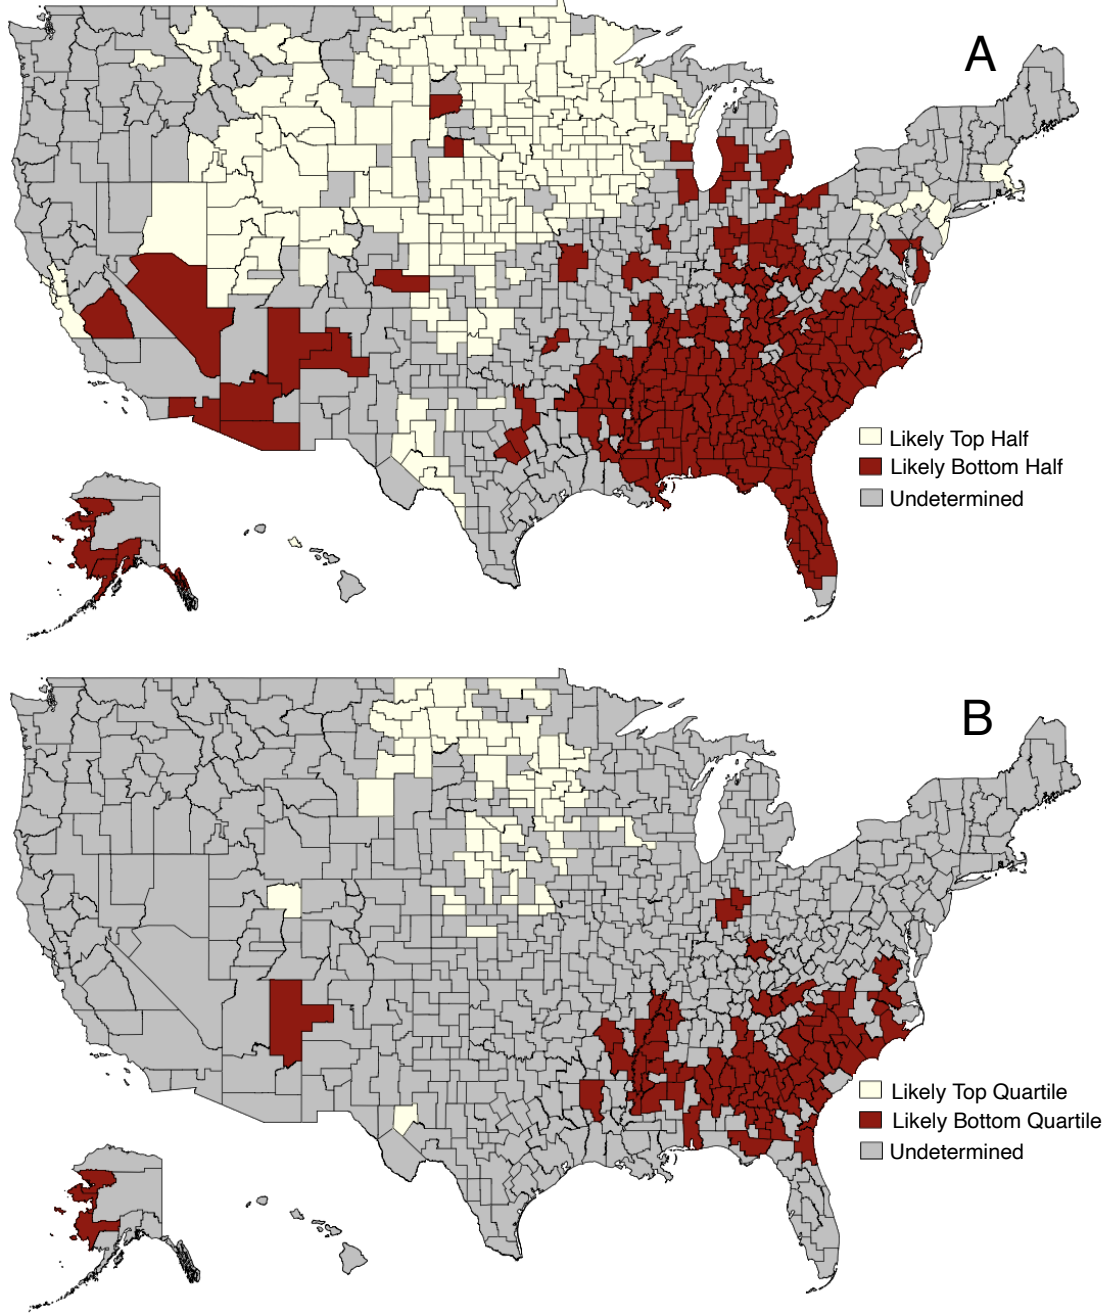 A
Likely Top Half
Likely Bottom Half
Undetermined
B
Likely Top Quartile
Likely Bottom Quartile
Undetermined